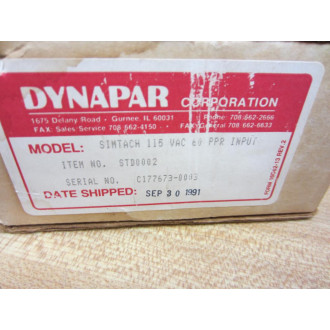 DYNAPAR CORPORATION
1675 Delany Road · Gurnee, IL 60031 Phone: 708-662-2666
FAX: Sales/Service 708-662-4150 · FAX: General 708-662-6633
MODEL: SIMTACH 115 VAC 60 PPR INPUT
ITEM NO. STD0002
SERIAL NO. C177673-0003
DATE SHIPPED: SEP 30 1991